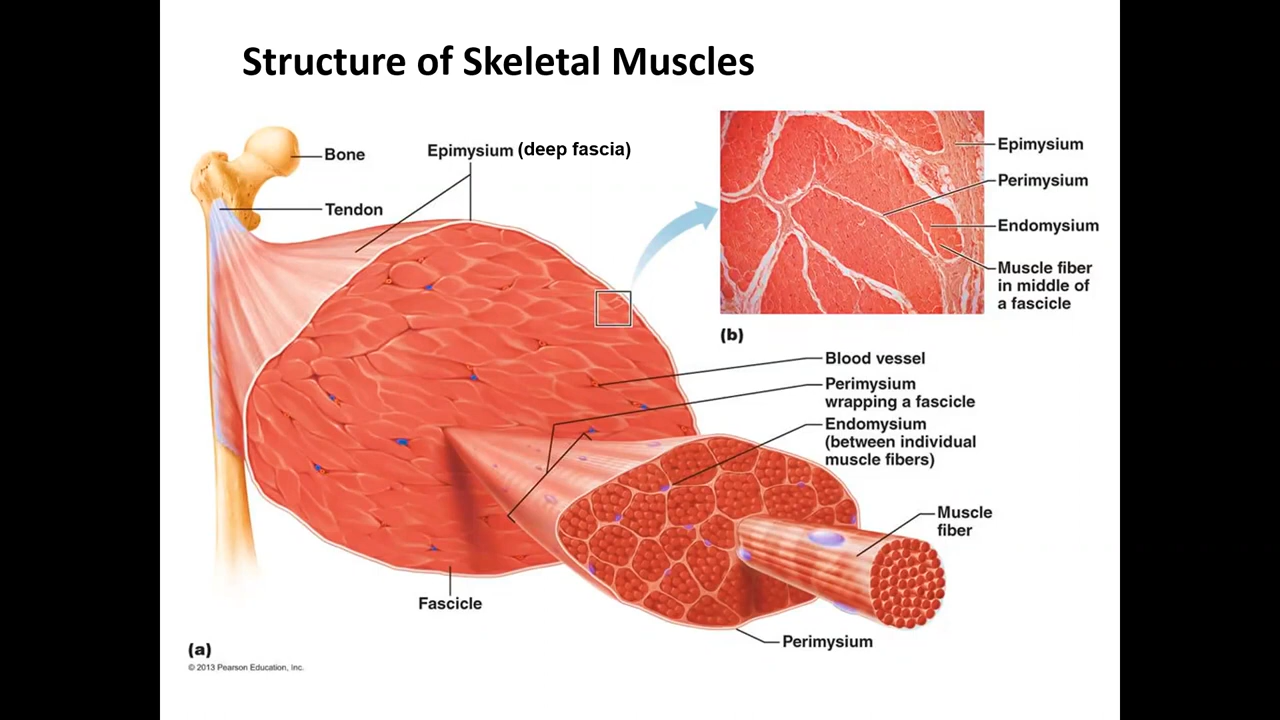 Structure of Skeletal Muscles
Bone
Epimysium (deep fascia)
Tendon
Epimysium
Perimysium
Endomysium
Muscle fiber
in middle of
a fascicle
(b)
Blood vessel
Perimysium
wrapping a fascicle
Endomysium
(between individual
muscle fibers)
Muscle
fiber
Fascicle
Perimysium
(a)
© 2013 Pearson Education, Inc.